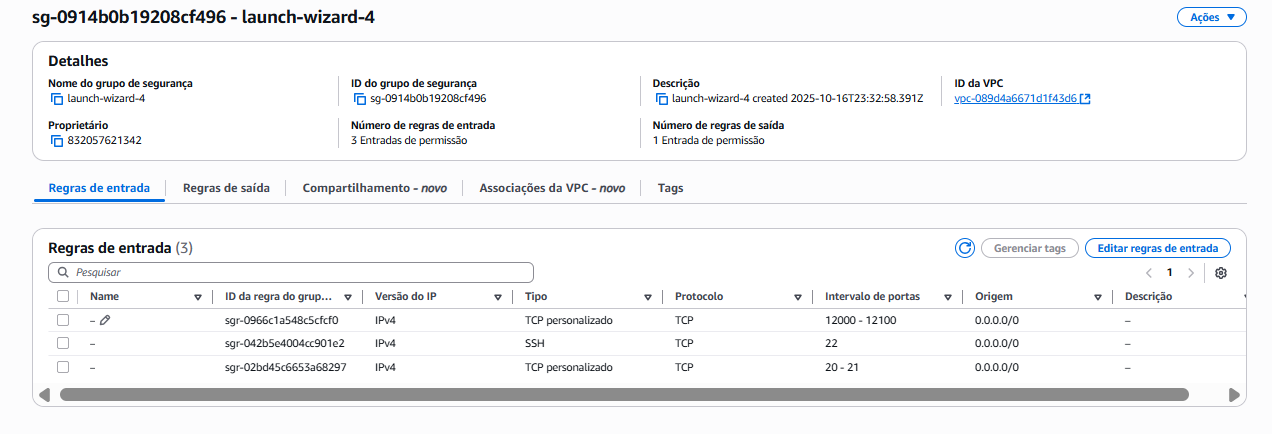 sg-0914b0b19208cf496 - launch-wizard-4
Ações
Detalhes
Nome do grupo de segurança
launch-wizard-4
ID do grupo de segurança
sg-0914b0b19208cf496
Descrição
launch-wizard-4 created 2025-10-16T23:32:58.391Z
ID da VPC
vpc-089d4a6671d1f43d6
Proprietário
832057621342
Número de regras de entrada
3 Entradas de permissão
Número de regras de saída
1 Entrada de permissão
Regras de entrada
Regras de saída
Compartilhamento - novo
Associações da VPC - novo
Tags
Regras de entrada (3)
Gerenciar tags
Editar regras de entrada
Pesquisar
1
Name ID da regra do grup... Versão do IP Tipo Protocolo Intervalo de portas Origem Descrição
– sgr-0966c1a548c5cfcf0 IPv4 TCP personalizado TCP 12000 - 12100 0.0.0.0/0 –
– sgr-042b5e4004cc901e2 IPv4 SSH TCP 22 0.0.0.0/0 –
– sgr-02bd45c6653a68297 IPv4 TCP personalizado TCP 20 - 21 0.0.0.0/0 –